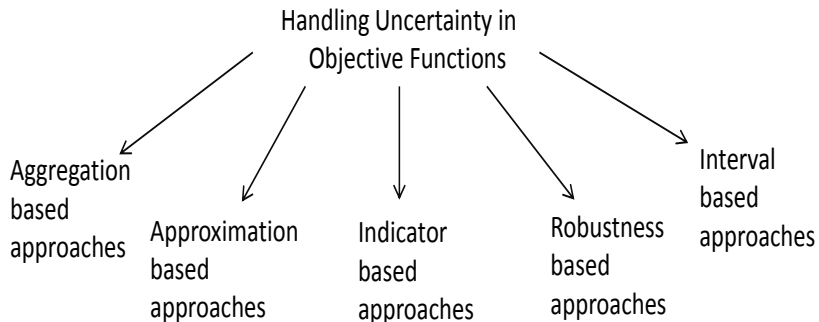 Handling Uncertainty in
Objective Functions
Aggregation
based
approaches
Approximation
based
approaches
Indicator
based
approaches
Robustness
based
approaches
Interval
based
approaches